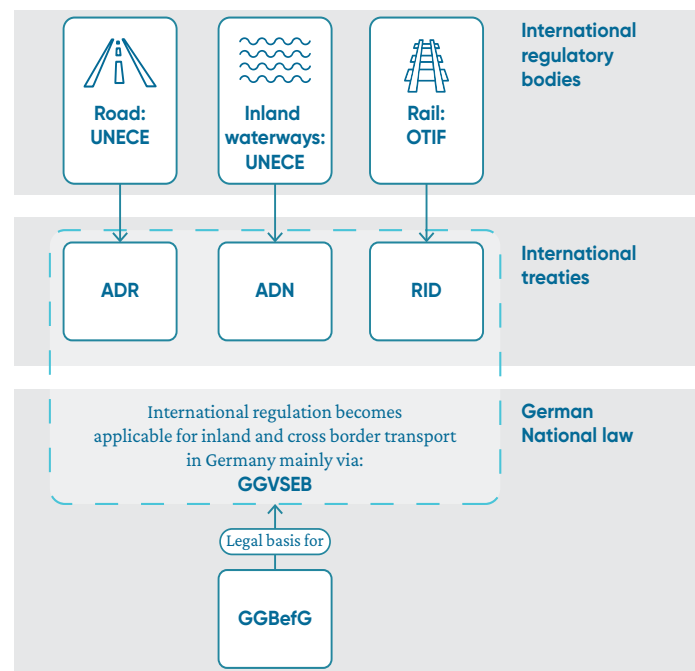 International
regulatory
bodies
Road:
UNECE
Inland
waterways:
UNECE
Rail:
OTIF
International
treaties
ADR
ADN
RID
German
National law
International regulation becomes
applicable for inland and cross border transport
in Germany mainly via:
GGVSEB
Legal basis for
GGBefG